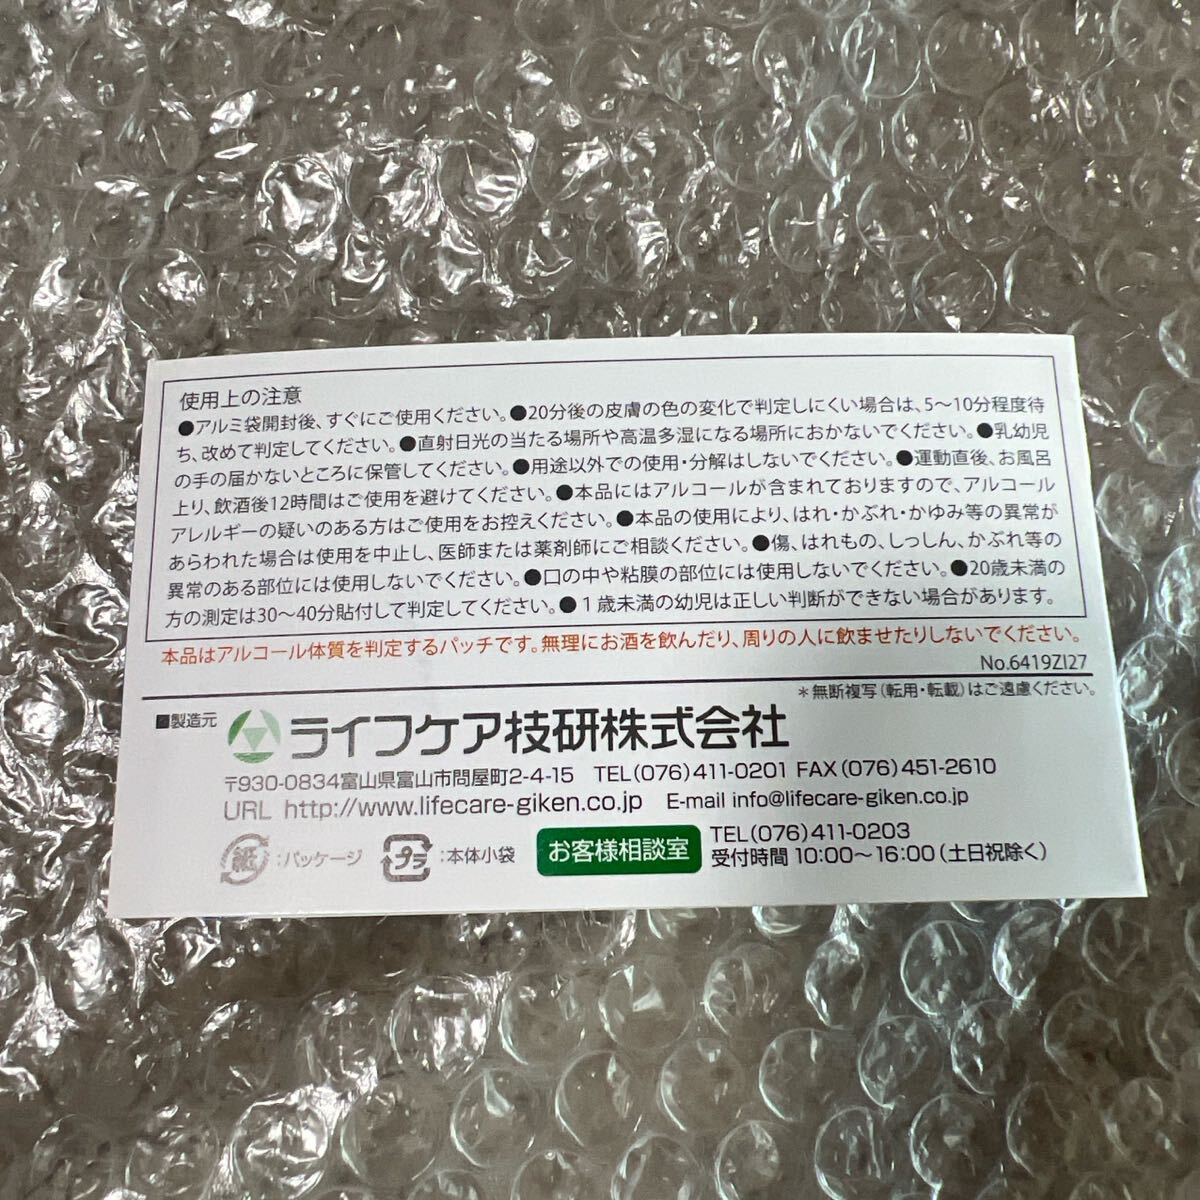 使用上の注意
●アルミ袋開封後、すぐにご使用ください。●20分後の皮膚の色の変化で判定しにくい場合は、5～10分程度待
ち、改めて判定してください。●直射日光の当たる場所や高温多湿になる場所におかないでください。●乳幼児
の手の届かないところに保管してください。●用途以外での使用・分解はしないでください。●運動直後、お風呂
上り、飲酒後12時間はご使用を避けてください。●本品にはアルコールが含まれておりますので、アルコール
アレルギーの疑いのある方はご使用をお控えください。●本品の使用により、はれ・かぶれ・かゆみ等の異常が
あらわれた場合は使用を中止し、医師または薬剤師にご相談ください。●傷、はれもの、しっしん、かぶれ等の
異常のある部位には使用しないでください。●口の中や粘膜の部位には使用しないでください。●20歳未満の
方の測定は30～40分貼付して判定してください。●1歳未満の幼児は正しい判断ができない場合があります。
本品はアルコール体質を判定するパッチです。無理にお酒を飲んだり、周りの人に飲ませたりしないでください。
No.6419ZI27
＊無断複写（転用・転載）はご遠慮ください。
■製造元 ライフケア技研株式会社
〒930-0834富山県富山市問屋町2-4-15 TEL（076）411-0201 FAX（076）451-2610
URL http://www.lifecare-giken.co.jp E-mail info@lifecare-giken.co.jp
紙：パッケージ プラ：本体小袋 お客様相談室 TEL（076）411-0203
受付時間 10:00～16:00（土日祝除く）